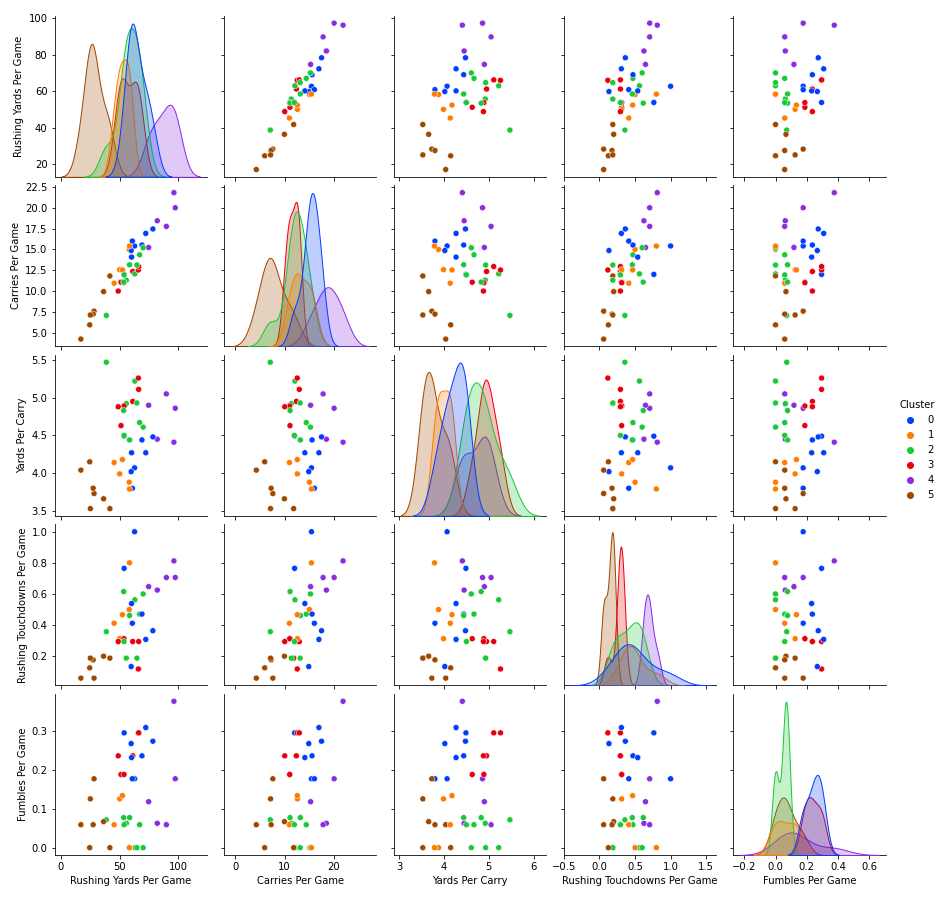 100
80
60
40
20
Rushing Yards Per Game
22.5
20.0
17.5
15.0
12.5
10.0
7.5
5.0
Carries Per Game
5.5
5.0
4.5
4.0
3.5
Yards Per Carry
Cluster
0
1
2
3
4
5
1.0
0.8
0.6
0.4
0.2
Rushing Touchdowns Per Game
0.3
0.2
0.1
0.0
Fumbles Per Game
0 50 100
Rushing Yards Per Game
0 10 20
Carries Per Game
3 4 5 6
Yards Per Carry
−0.5 0.0 0.5 1.0 1.5
Rushing Touchdowns Per Game
−0.2 0.0 0.2 0.4 0.6
Fumbles Per Game